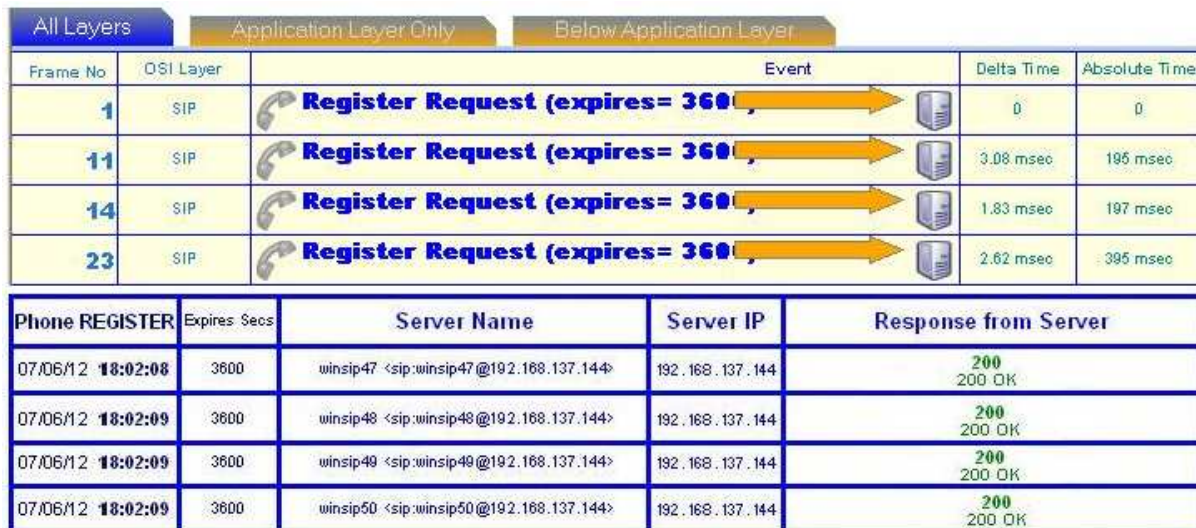 All Layers Application Layer Only Below Application Layer
Frame No OSI Layer Event Delta Time Absolute Time
1 SIP Register Request (expires= 360 0 0
11 SIP Register Request (expires= 360 3.08 msec 195 msec
14 SIP Register Request (expires= 360 1.83 msec 197 msec
23 SIP Register Request (expires= 360 2.62 msec 395 msec
Phone REGISTER Expires Secs Server Name Server IP Response from Server
07/06/12 18:02:08 3600 winsip47 <sip:winsip47@192.168.137.144> 192.168.137.144 200
200 OK
07/06/12 18:02:09 3600 winsip48 <sip:winsip48@192.168.137.144> 192.168.137.144 200
200 OK
07/06/12 18:02:09 3600 winsip49 <sip:winsip49@192.168.137.144> 192.168.137.144 200
200 OK
07/06/12 18:02:09 3600 winsip50 <sip:winsip50@192.168.137.144> 192.168.137.144 200
200 OK